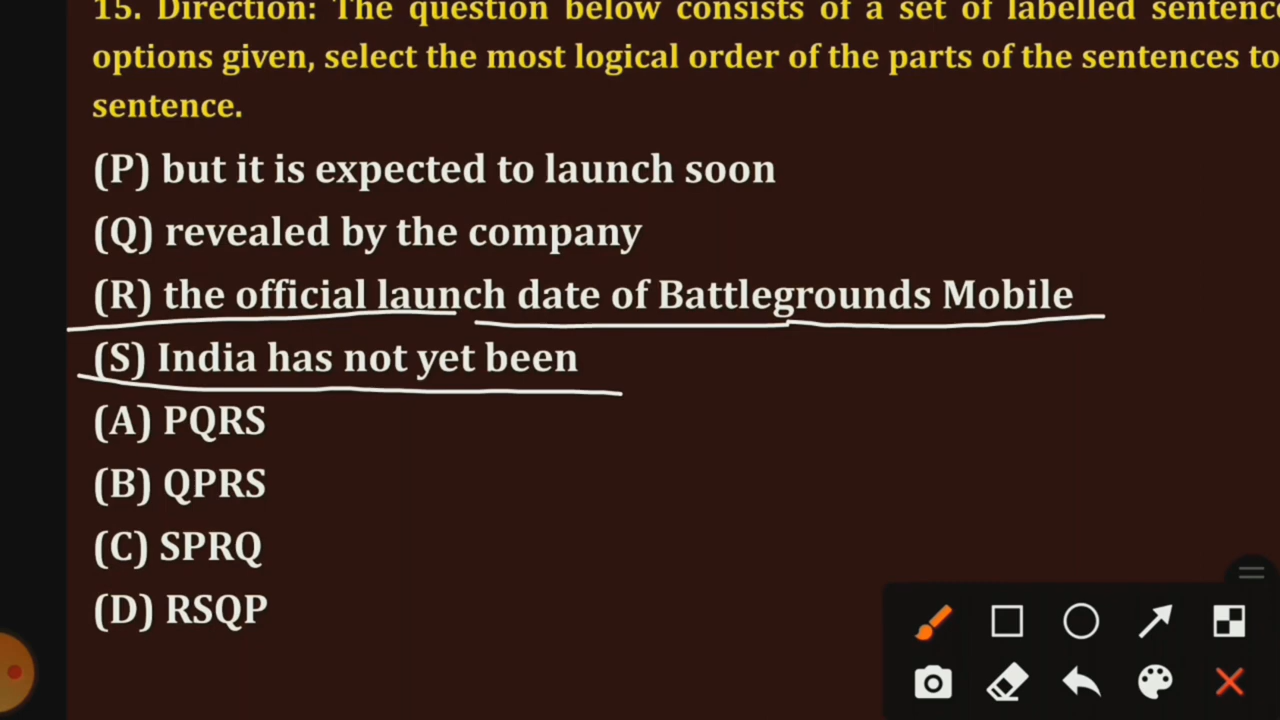 15. Direction: The question below consists of a set of labelled sentence
options given, select the most logical order of the parts of the sentences to
sentence.
(P) but it is expected to launch soon
(Q) revealed by the company
(R) the official launch date of Battlegrounds Mobile
(S) India has not yet been
(A) PQRS
(B) QPRS
(C) SPRQ
(D) RSQP